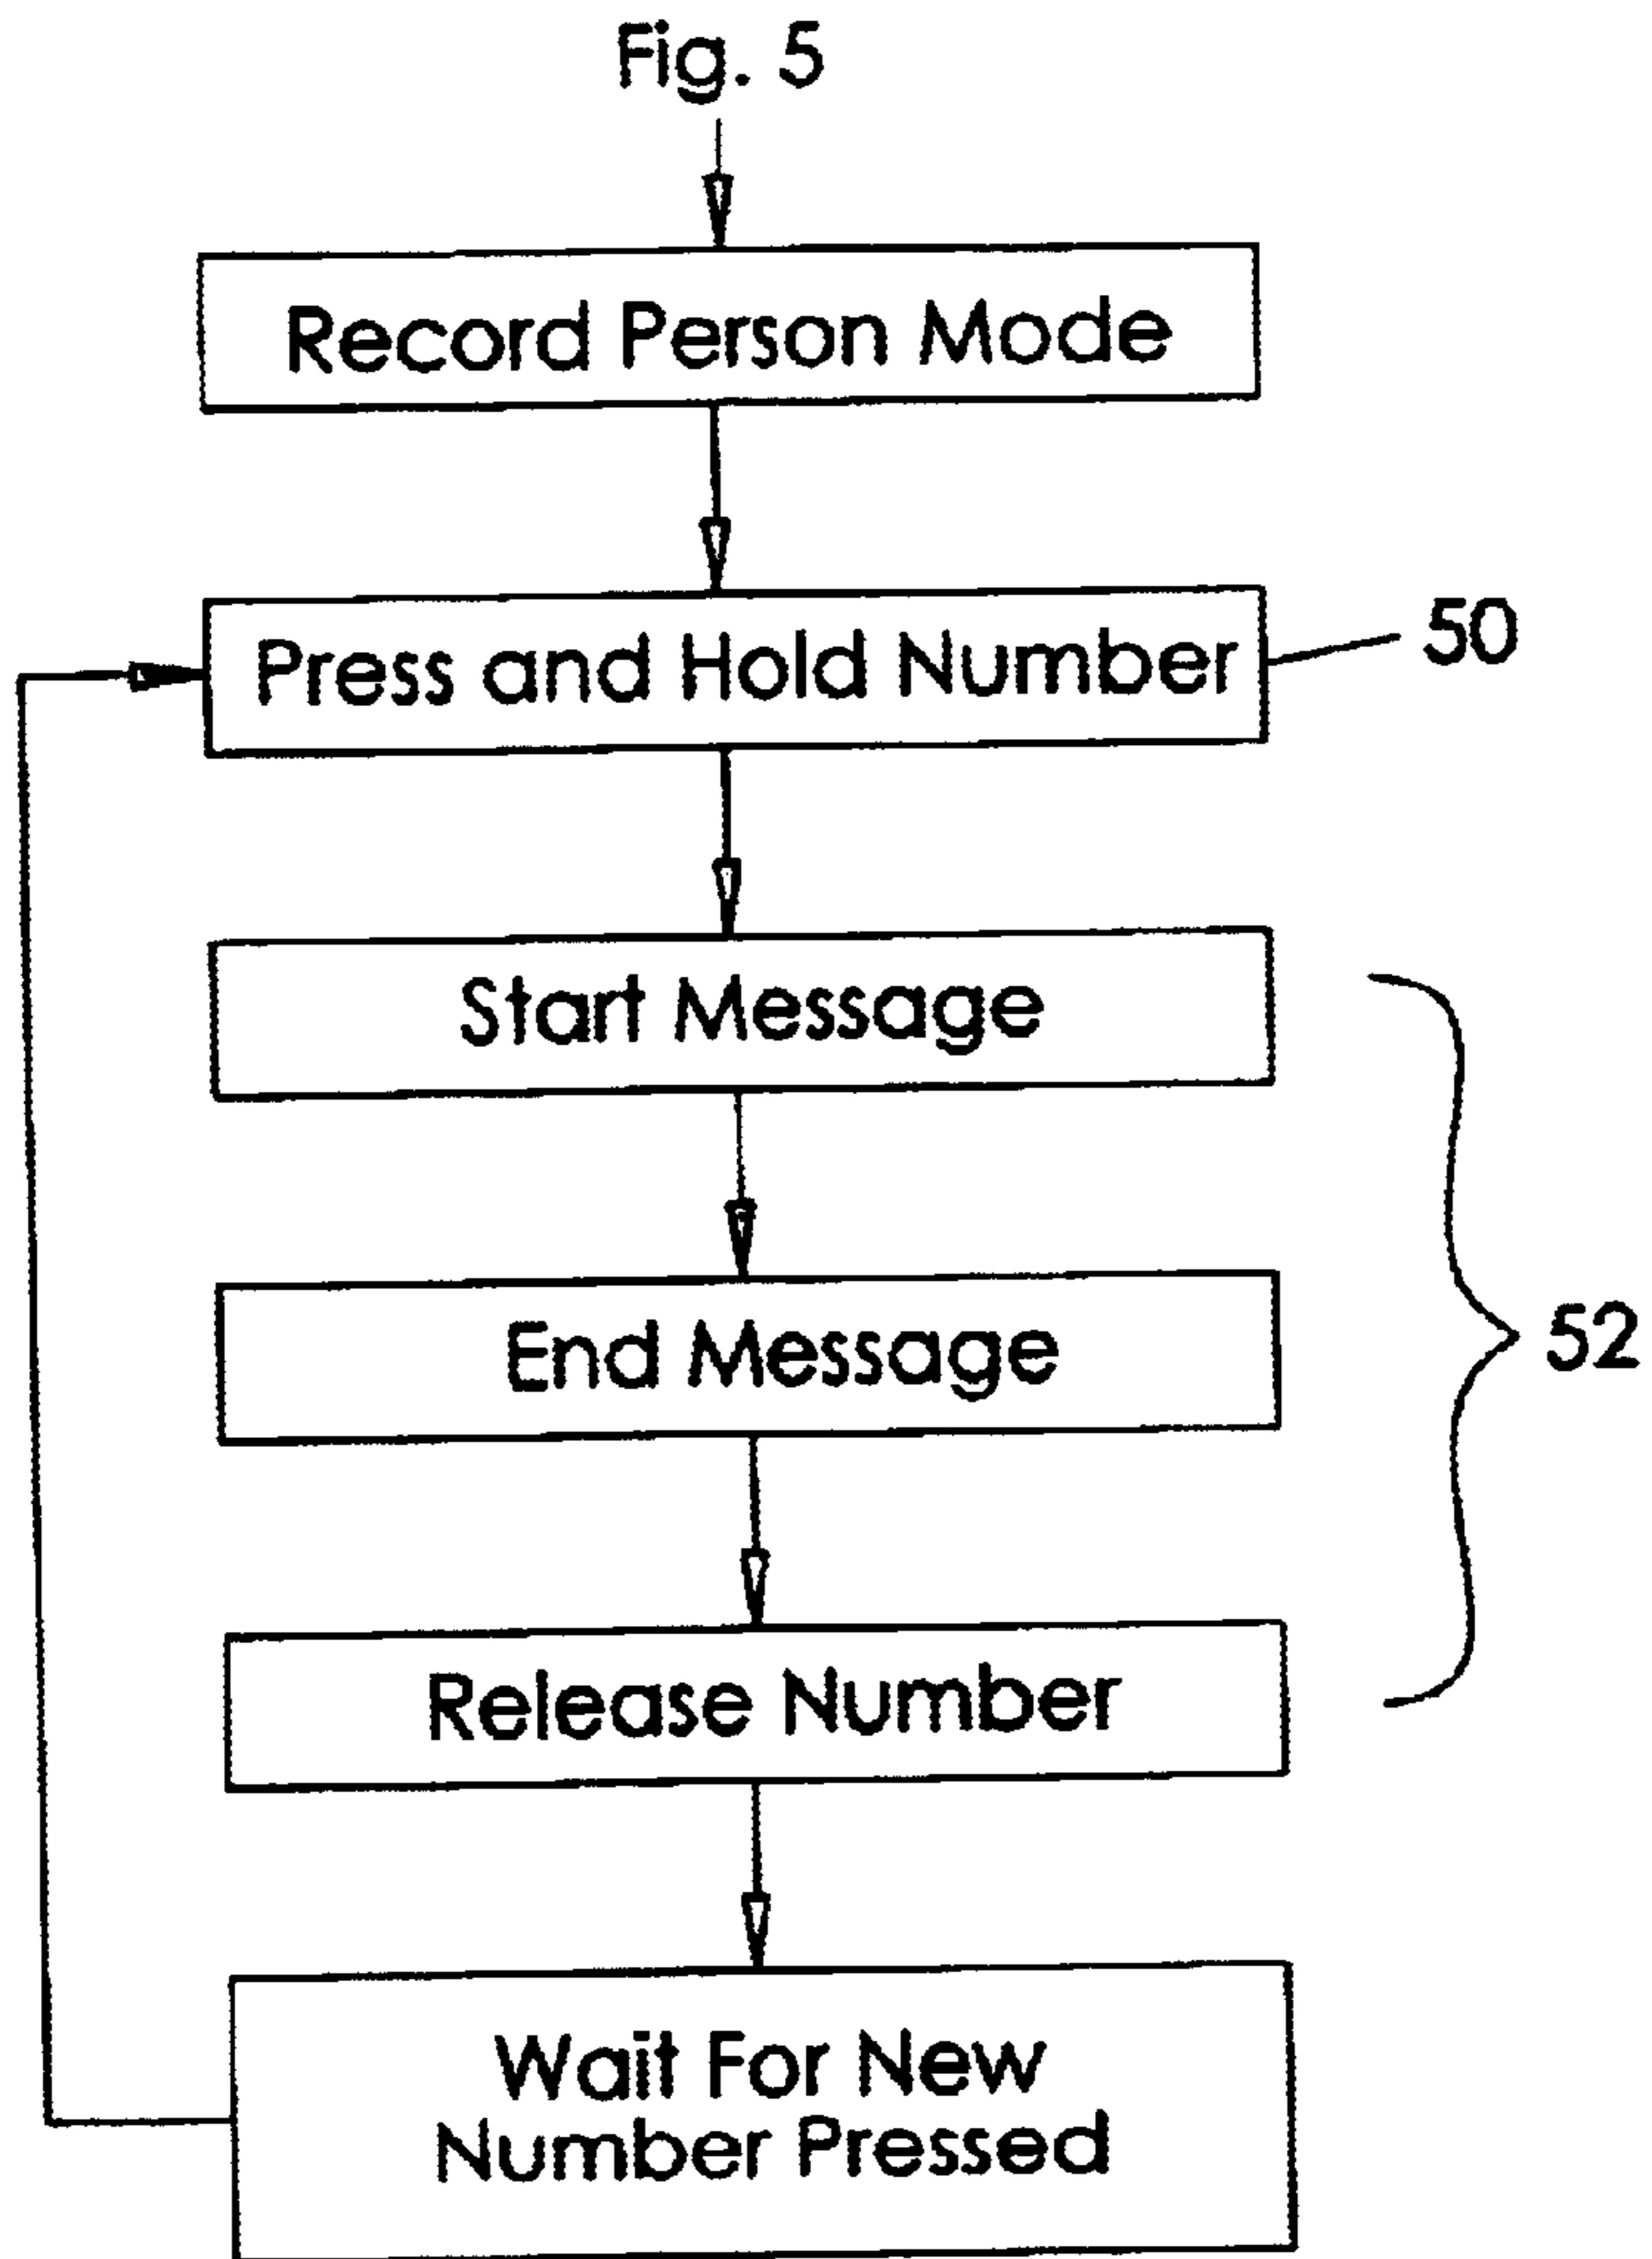 Fig. 5
Record Person Mode
Press and Hold Number
50
Start Message
End Message
52
Release Number
Wait For New
Number Pressed